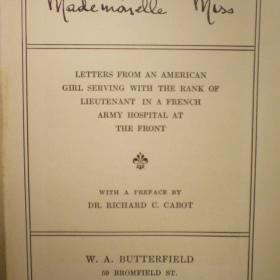 Mademoiselle Miss
LETTERS FROM AN AMERICAN
GIRL SERVING WITH THE RANK OF
LIEUTENANT IN A FRENCH
ARMY HOSPITAL AT
THE FRONT
WITH A PREFACE BY
DR. RICHARD C. CABOT
W. A. BUTTERFIELD
59 BROMFIELD ST.